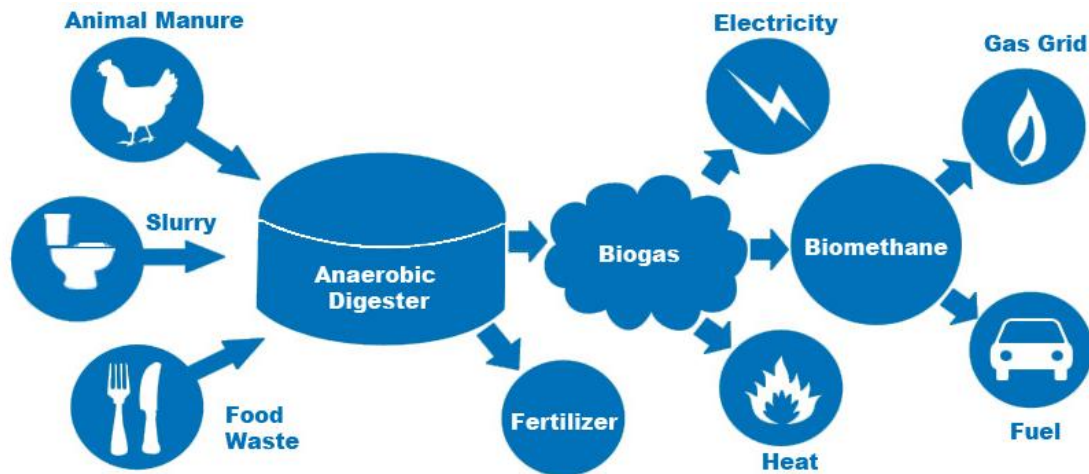 Animal Manure
Electricity
Gas Grid
Slurry
Anaerobic
Digester
Biogas
Biomethane
Food
Waste
Fertilizer
Heat
Fuel